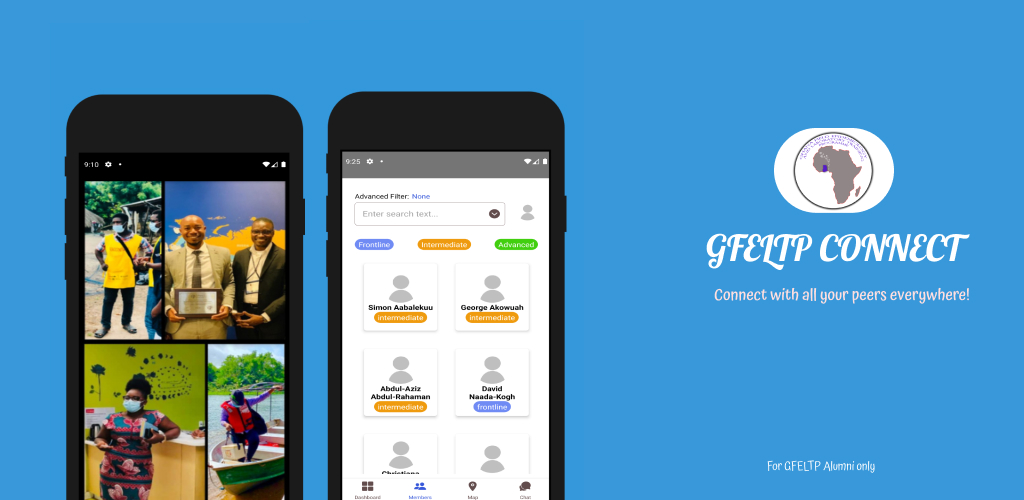 9:10
9:25
Advanced Filter: None
Enter search text...
Frontline
Intermediate
Advanced
Simon Aabalekuu
intermediate
George Akowuah
intermediate
Abdul-Aziz
Abdul-Rahaman
intermediate
David
Naada-Kogh
frontline
Christiana
Dashboard
Members
Map
Chat
GFELTP CONNECT
Connect with all your peers everywhere!
For GFELTP Alumni only